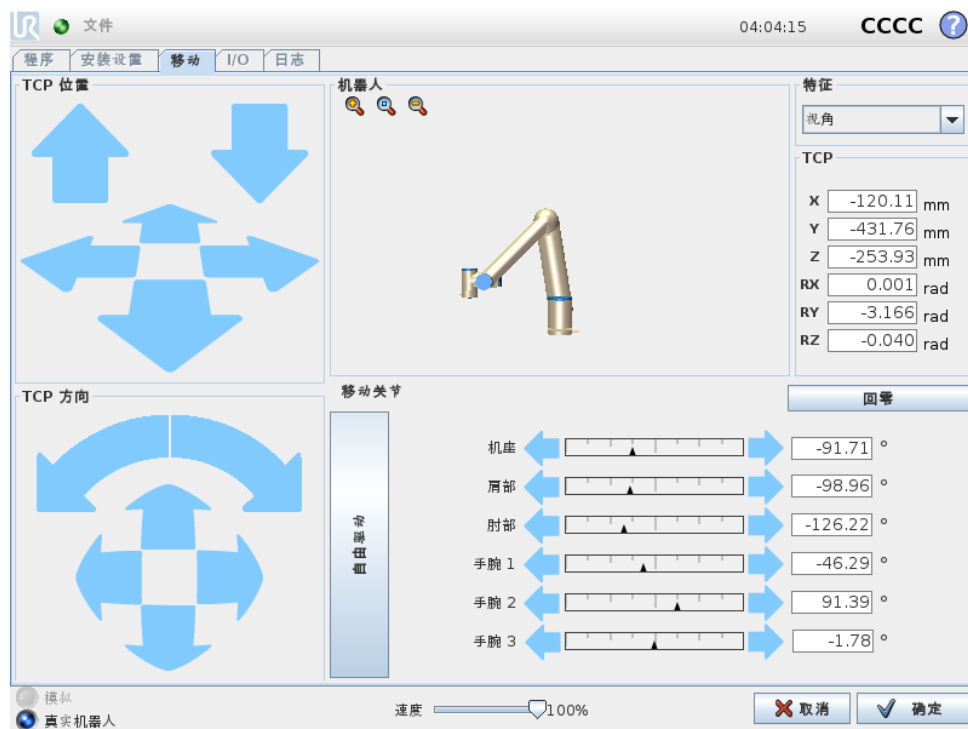 UR 文件 04:04:15 CCCC ?
程序 安装设置 移动 I/O 日志
TCP 位置
机器人
特征
视角
TCP
X -120.11 mm
Y -431.76 mm
Z -253.93 mm
RX 0.001 rad
RY -3.166 rad
RZ -0.040 rad
TCP 方向
移动关节
回零
自由驱动
机座 -91.71 °
肩部 -98.96 °
肘部 -126.22 °
手腕 1 -46.29 °
手腕 2 91.39 °
手腕 3 -1.78 °
模拟
真实机器人
速度 100%
取消
确定